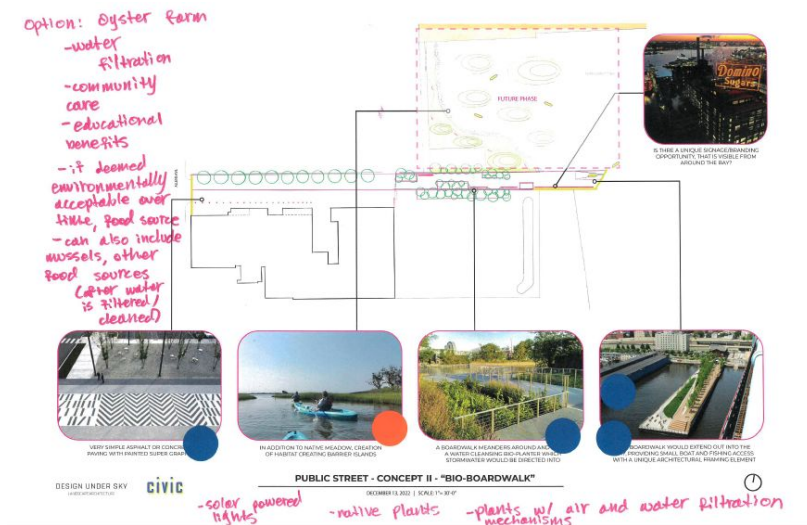 Option: Oyster farm
-water
filtration
-community
care
-educational
benefits
-if deemed
environmentally
acceptable over
time, food source
-can also include
mussels, other
food sources
(after water
is filtered/
cleaned)
FUTURE PHASE
Domino
Sugars
IS THERE A UNIQUE SIGNAGE/BRANDING
OPPORTUNITY, THAT IS VISIBLE FROM
AROUND THE BAY?
VERY SIMPLE ASPHALT OR CONCRE
PAVING WITH PAINTED SUPER GRAP
IN ADDITION TO NATIVE MEADOW, CREATION
OF HABITAT CREATING BARRIER ISLANDS
A BOARDWALK MEANDERS AROUND AN
A WATER CLEANSING BIO-PLANTER WHICH
STORMWATER WOULD BE DIRECTED INTO
BOARDWALK WOULD EXTEND OUT INTO THE
PROVIDING SMALL BOAT AND FISHING ACCESS
WITH A UNIQUE ARCHITECTURAL FRAMING ELEMENT
DESIGN UNDER SKY
LANDSCAPE ARCHITECTURE
civic
PUBLIC STREET - CONCEPT II - “BIO-BOARDWALK”
DECEMBER 13, 2022 | SCALE: 1"= 30'-0"
-solar powered
lights
-native plants
-plants w/ air and water filtration
mechanisms